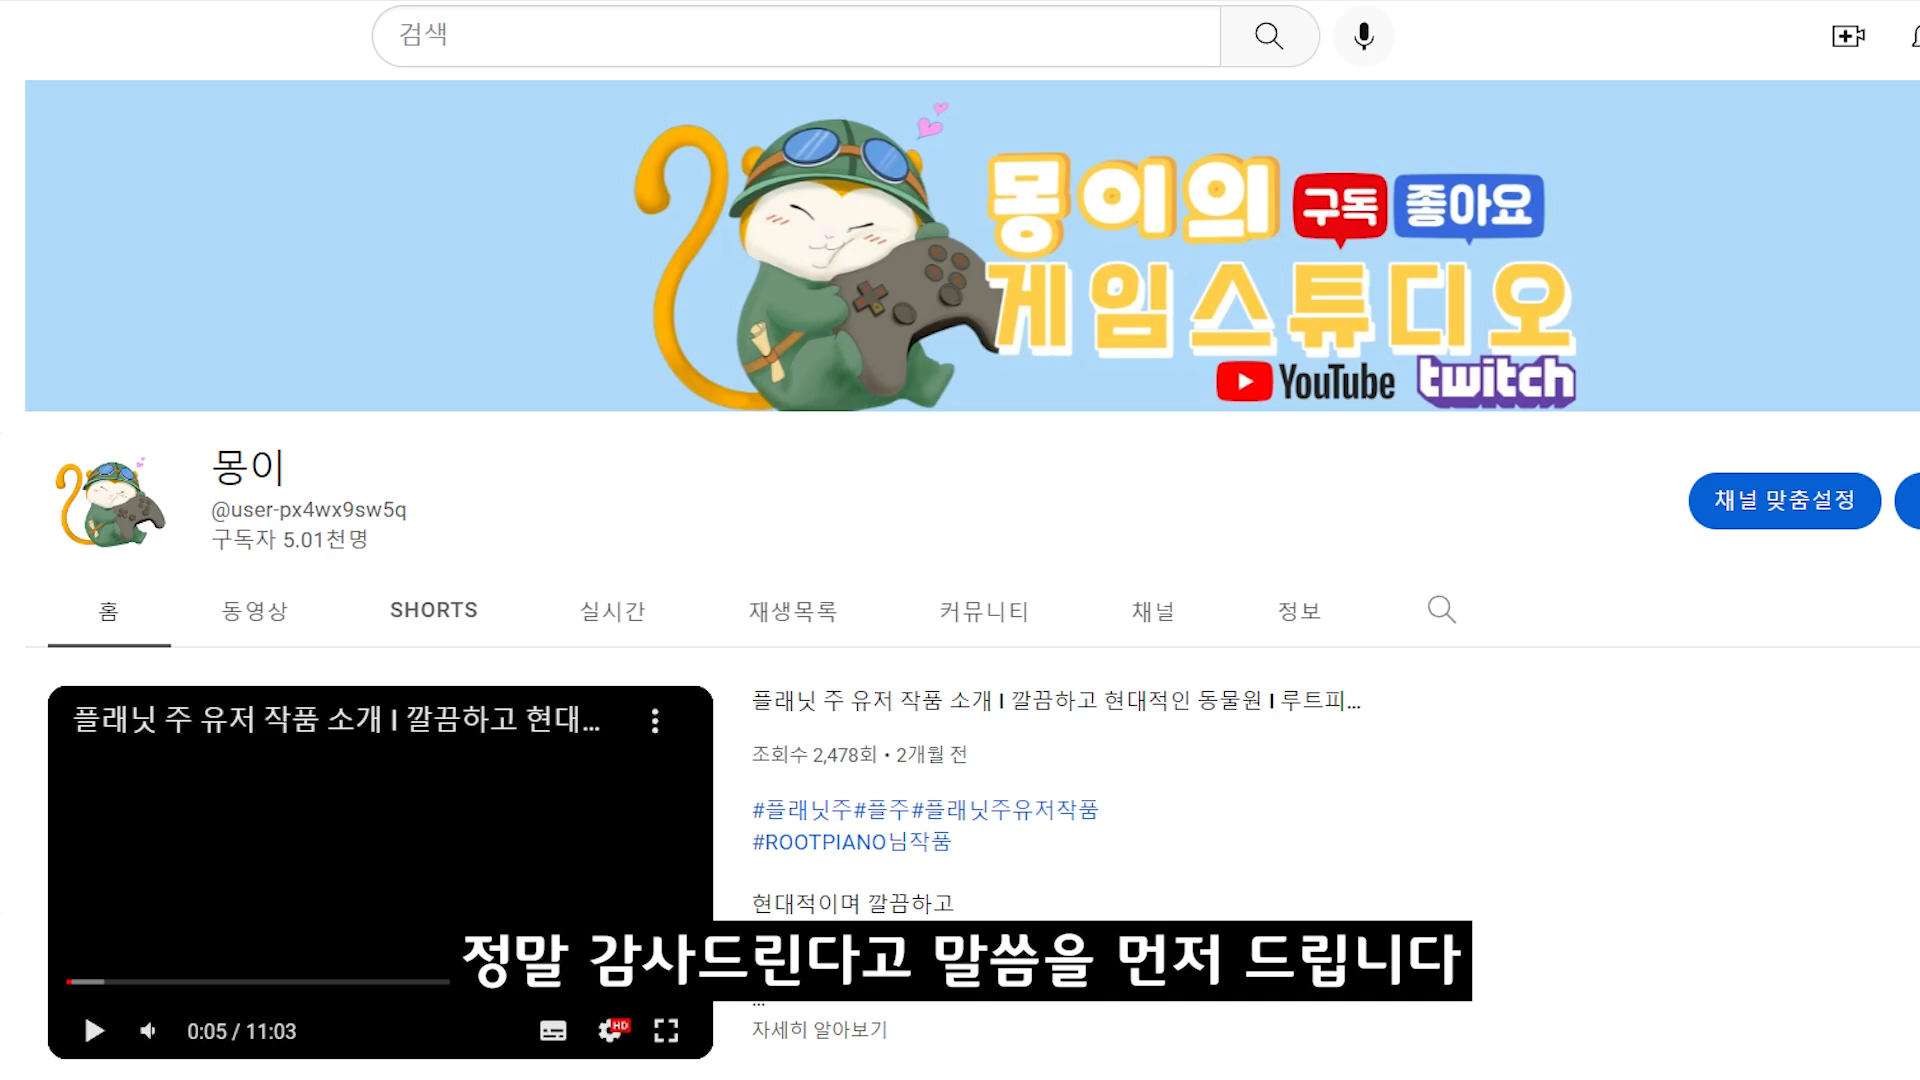 검색
몽이의 구독 좋아요
게임스튜디오
YouTube twitch
몽이
@user-px4wx9sw5q
구독자 5.01천명
채널 맞춤설정
홈 동영상 SHORTS 실시간 재생목록 커뮤니티 채널 정보
플래닛 주 유저 작품 소개 I 깔끔하고 현대...
플래닛 주 유저 작품 소개 I 깔끔하고 현대적인 동물원 I 루트피...
조회수 2,478회 • 2개월 전
#플래닛주#플주#플래닛주유저작품
#ROOTPIANO님작품
현대적이며 깔끔하고
정말 감사드린다고 말씀을 먼저 드립니다
...
0:05 / 11:03
HD
자세히 알아보기